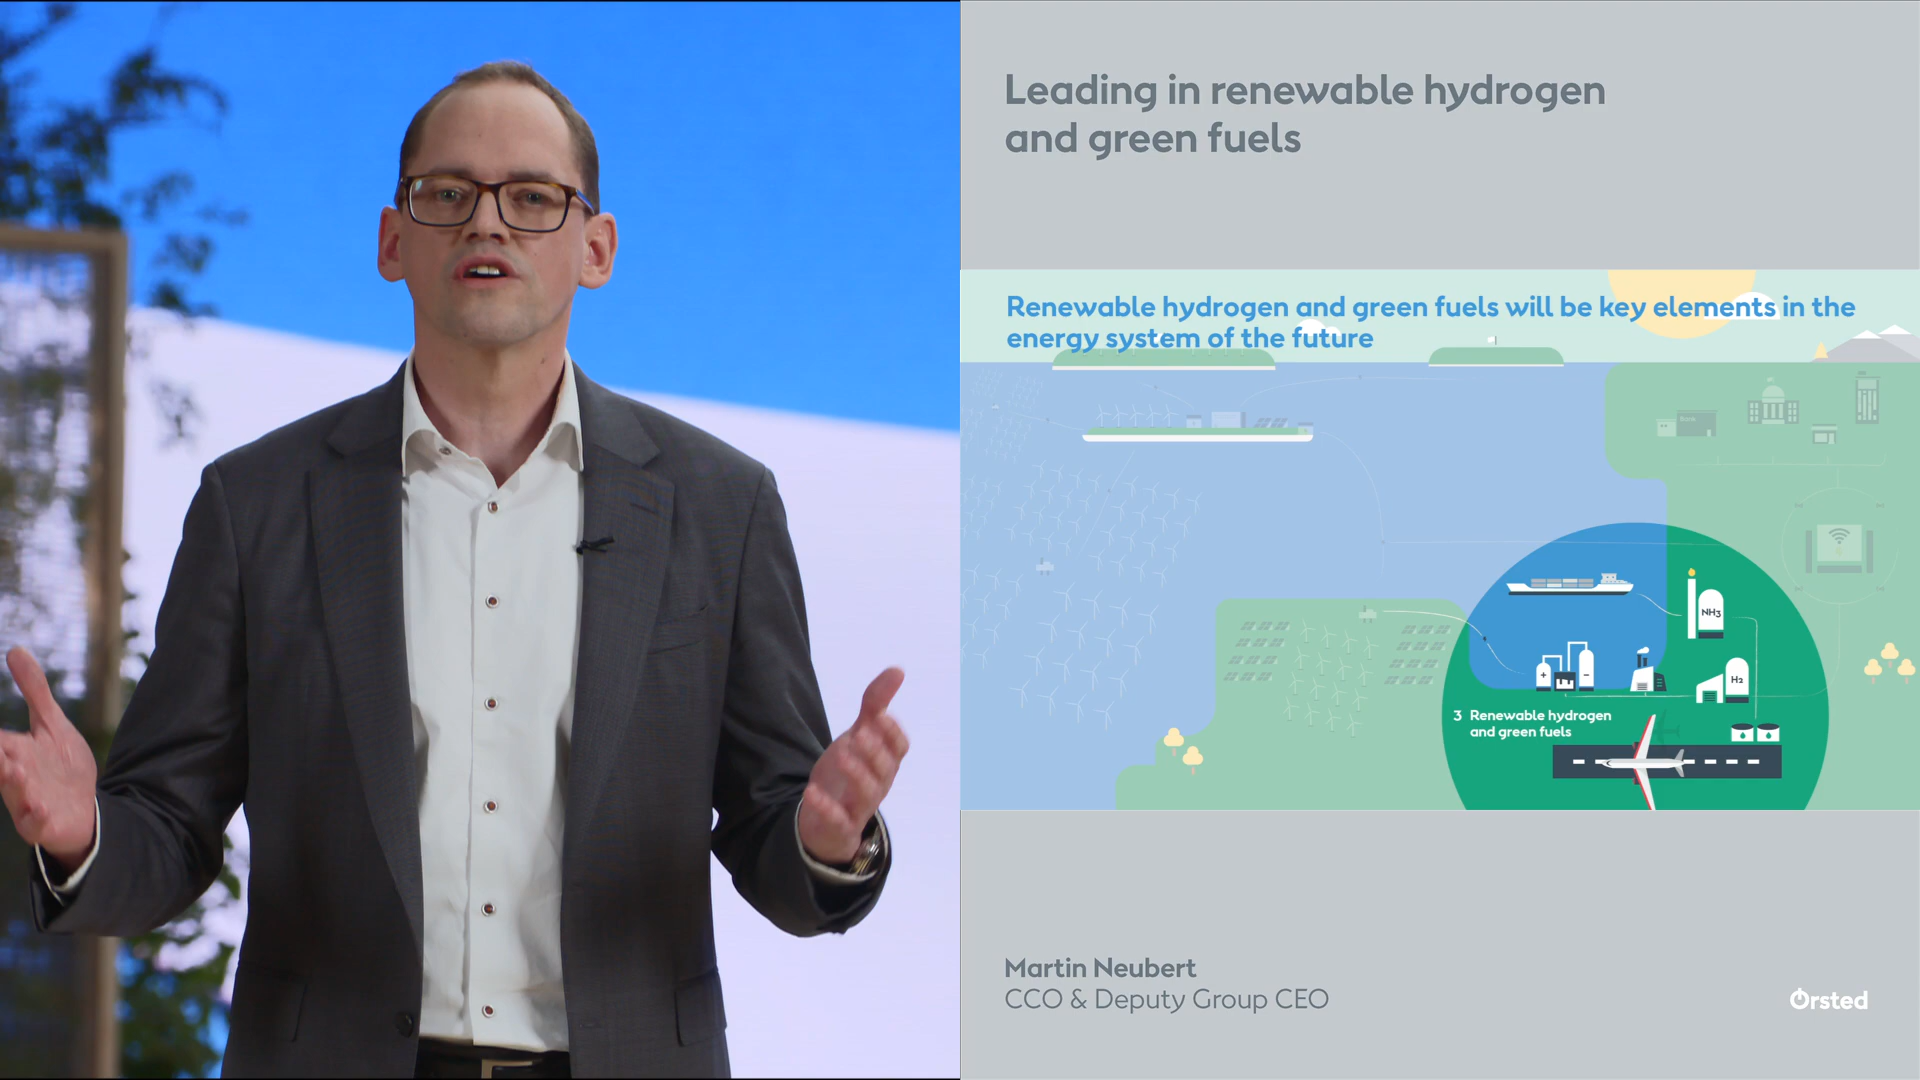 Leading in renewable hydrogen
and green fuels
Renewable hydrogen and green fuels will be key elements in the
energy system of the future
NH3
H2
+ −
3 Renewable hydrogen
and green fuels
Martin Neubert
CCO & Deputy Group CEO
Ørsted